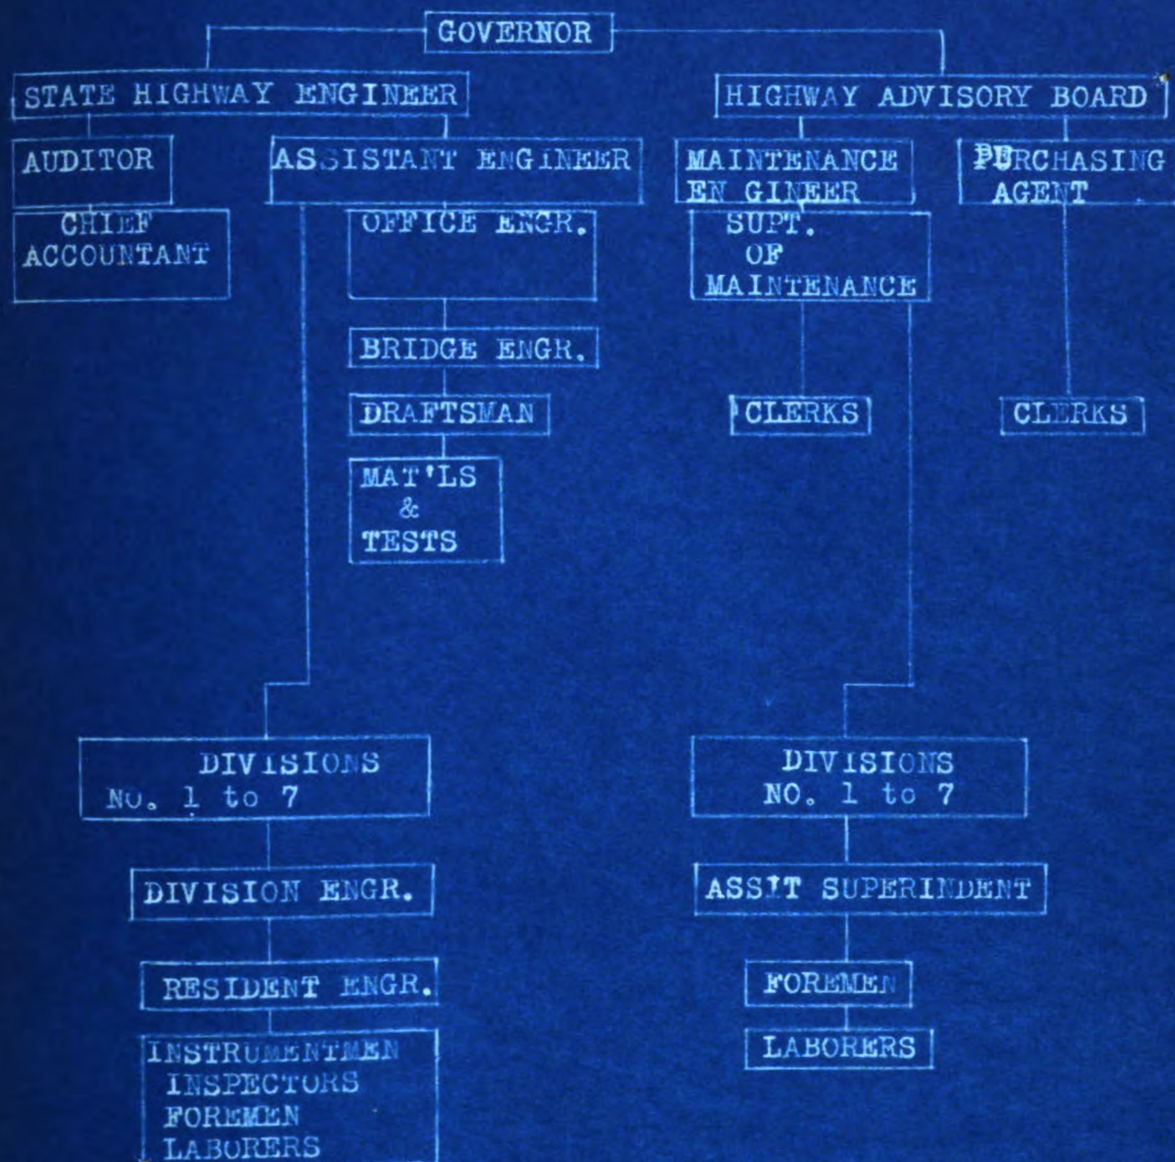 GOVERNOR
STATE HIGHWAY ENGINEER
HIGHWAY ADVISORY BOARD
AUDITOR
ASSISTANT ENGINEER
MAINTENANCE
EN GINEER
PURCHASING
AGENT
CHIEF
ACCOUNTANT
OFFICE ENGR.
SUPT.
OF
MAINTENANCE
BRIDGE ENGR.
DRAFTSMAN
CLERKS
CLERKS
MAT'LS
&
TESTS
DIVISIONS
NO. 1 to 7
DIVISIONS
NO. 1 to 7
DIVISION ENGR.
ASSIT SUPERINDENT
RESIDENT ENGR.
FOREMEN
INSTRUMENTMEN
INSPECTORS
FOREMEN
LABORERS
LABORERS